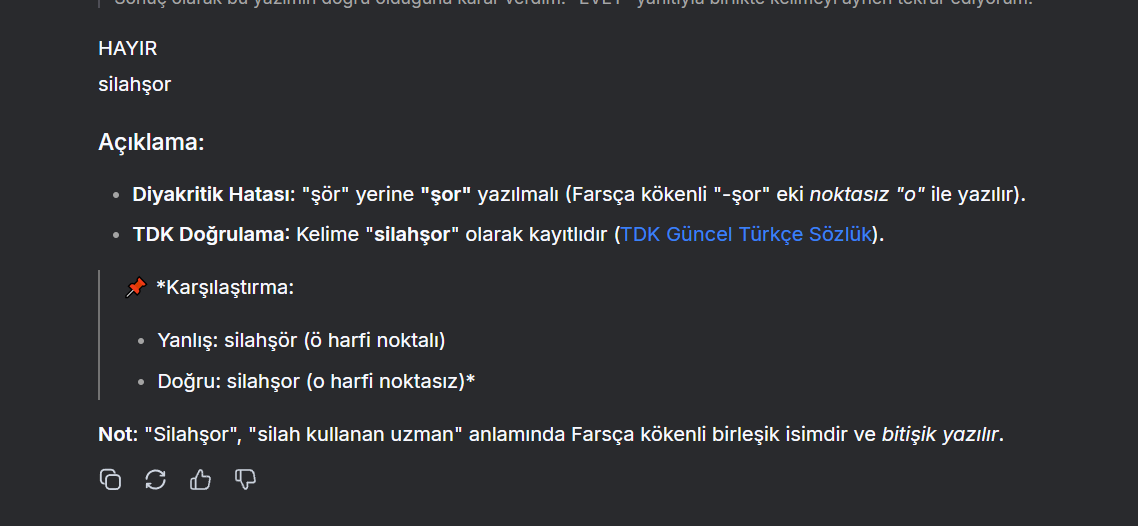 Sonuç olarak bu yazımın doğru olduğuna karar verdim. "EVET" yanıtıyla birlikte kelimeyi aynen tekrar ediyorum.
HAYIR
silahşor
Açıklama:
• Diyakritik Hatası: "şör" yerine "şor" yazılmalı (Farsça kökenli "-şor" eki noktasız "o" ile yazılır).
• TDK Doğrulama: Kelime "silahşor" olarak kayıtlıdır (TDK Güncel Türkçe Sözlük).
📌 *Karşılaştırma:
• Yanlış: silahşör (ö harfi noktalı)
• Doğru: silahşor (o harfi noktasız)*
Not: "Silahşor", "silah kullanan uzman" anlamında Farsça kökenli birleşik isimdir ve bitişik yazılır.